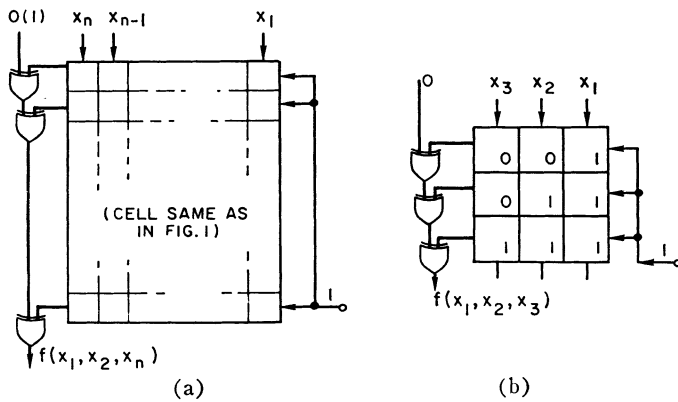 O(1) Xn Xn-1 X1
(CELL SAME AS
IN FIG.1)
1
f(x1,x2,xn)
(a)
0 X3 X2 X1
0 0 1
0 1 1
1 1 1
1
f(x1,x2,x3)
(b)